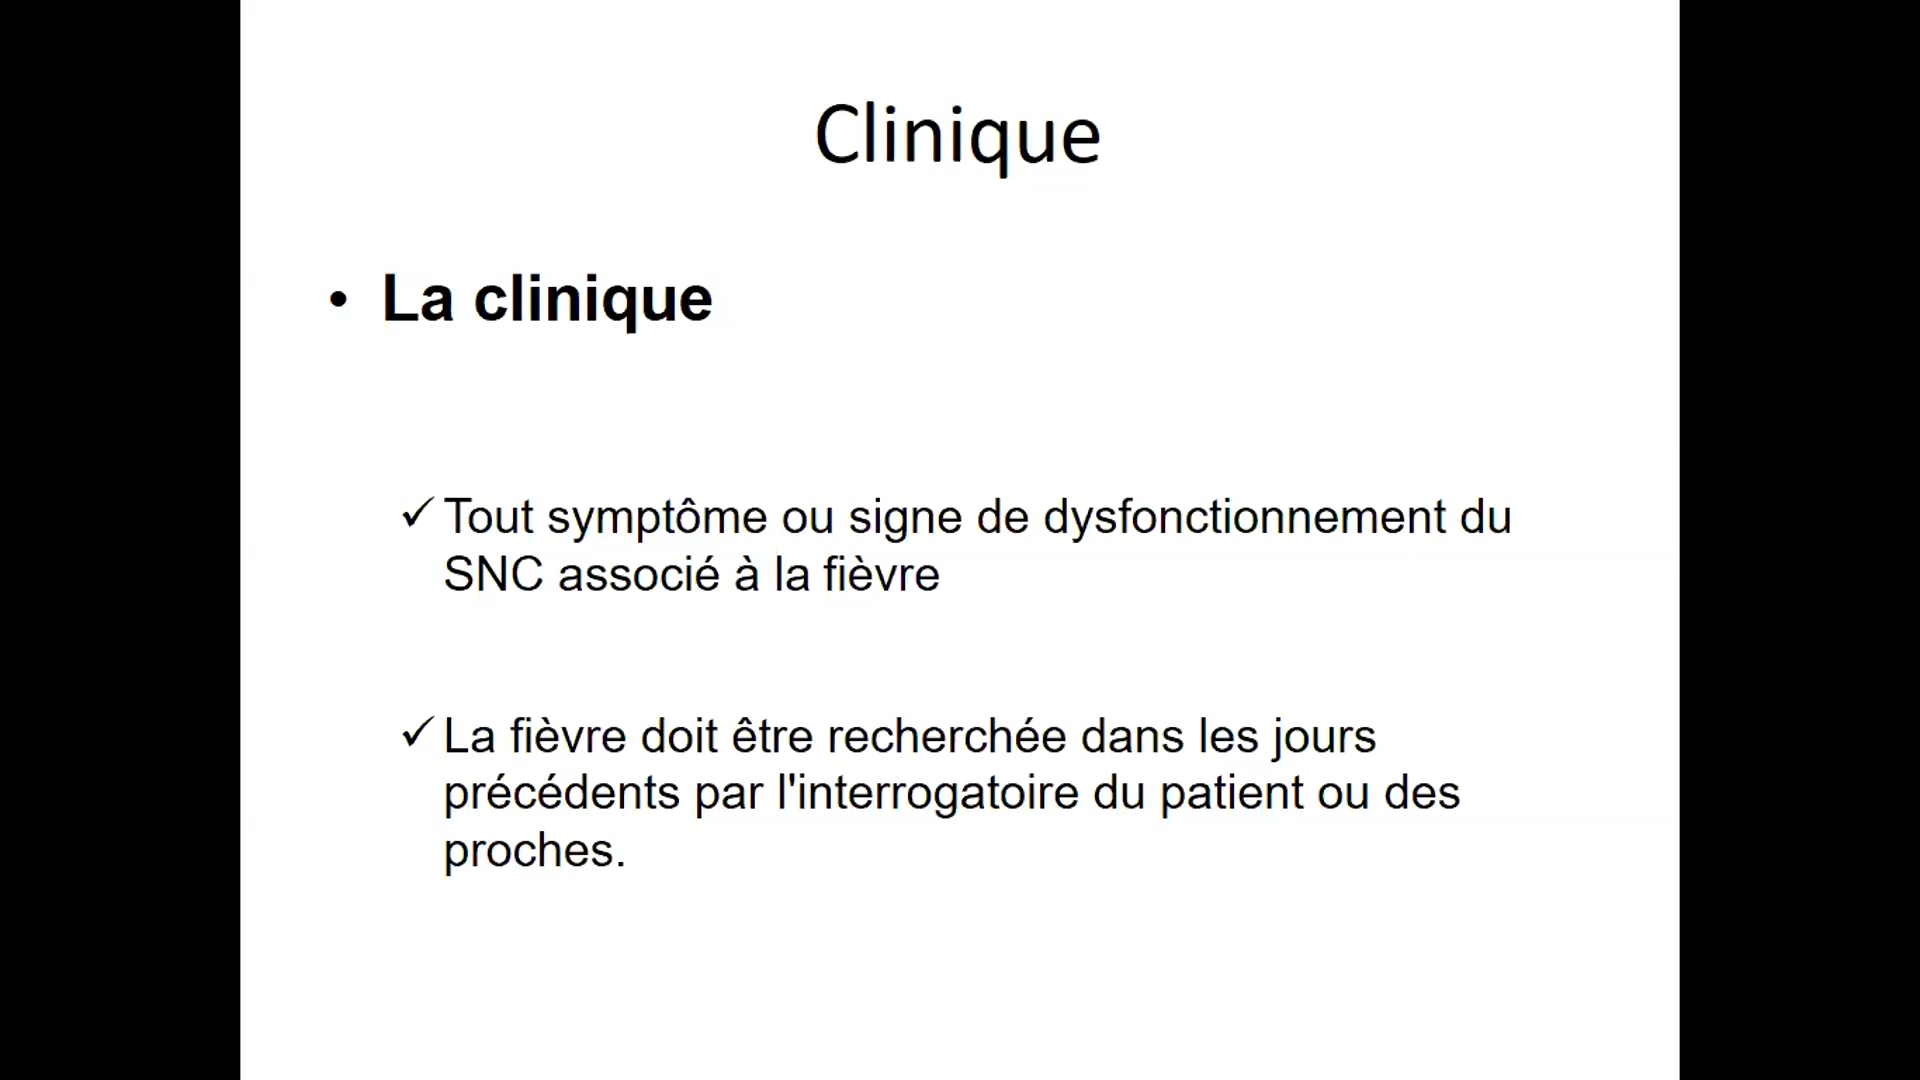 Clinique
• La clinique
✓ Tout symptôme ou signe de dysfonctionnement du
SNC associé à la fièvre
✓ La fièvre doit être recherchée dans les jours
précédents par l'interrogatoire du patient ou des
proches.